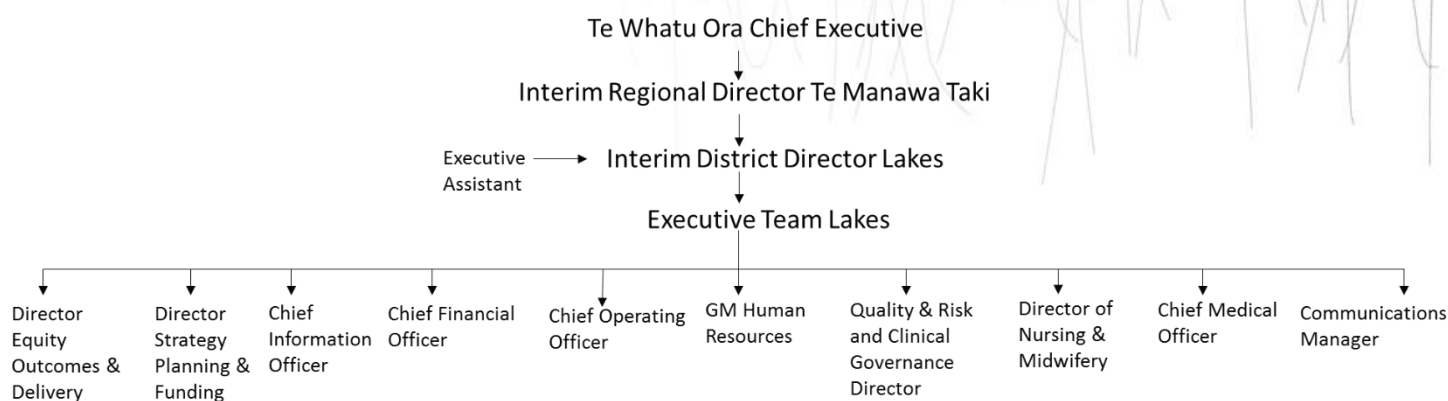 Te Whatu Ora Chief Executive
Interim Regional Director Te Manawa Taki
Executive
Assistant
Interim District Director Lakes
Executive Team Lakes
Director
Equity
Outcomes &
Delivery
Director
Strategy
Planning &
Funding
Chief
Information
Officer
Chief Financial
Officer
Chief Operating
Officer
GM Human
Resources
Quality & Risk
and Clinical
Governance
Director
Director of
Nursing &
Midwifery
Chief Medical
Officer
Communications
Manager